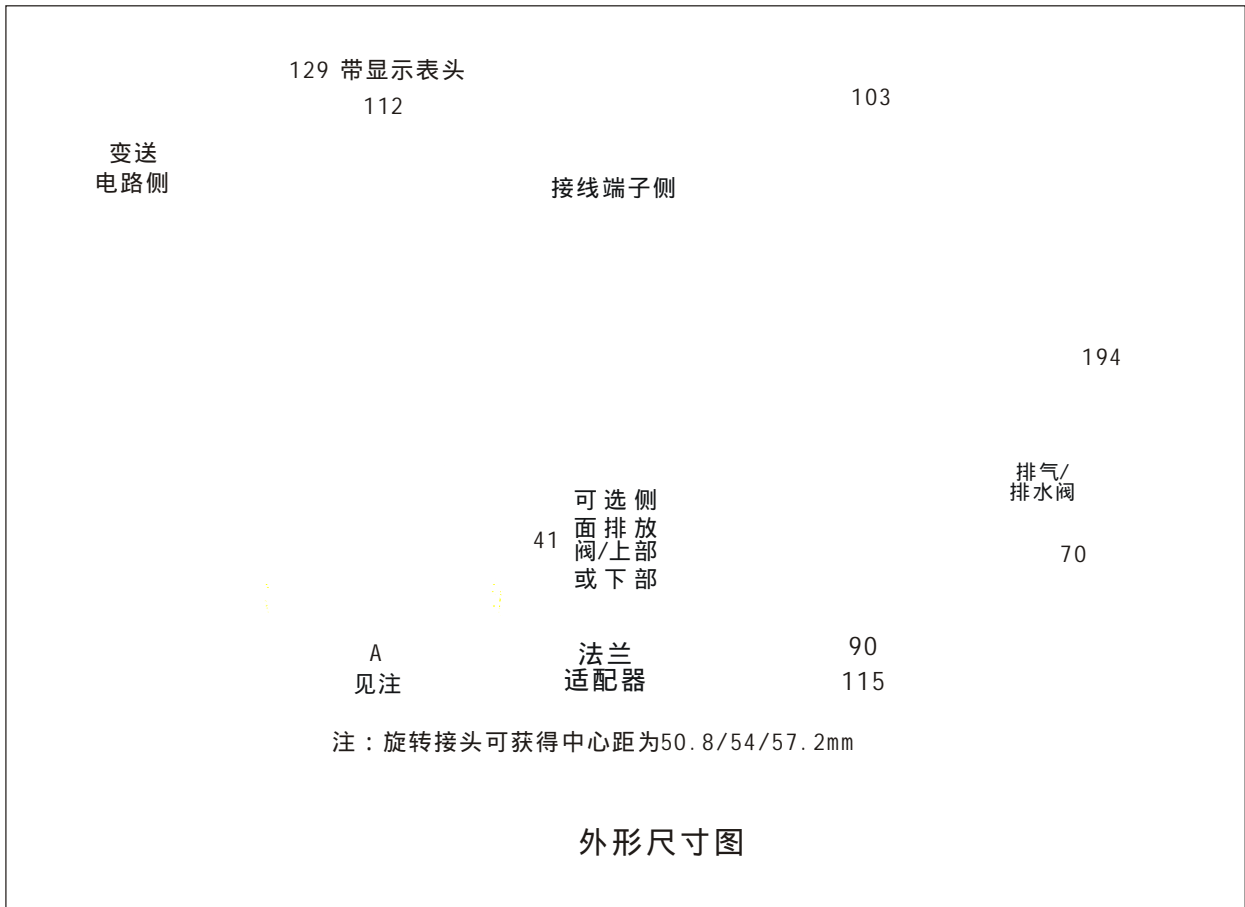 129 带显示表头
112
103
变送
电路侧
接线端子侧
194
排气/
排水阀
可选侧
面排放
41
阀/上部
或下部
70
A
见注
法兰
适配器
90
115
注：旋转接头可获得中心距为50.8/54/57.2mm
外形尺寸图